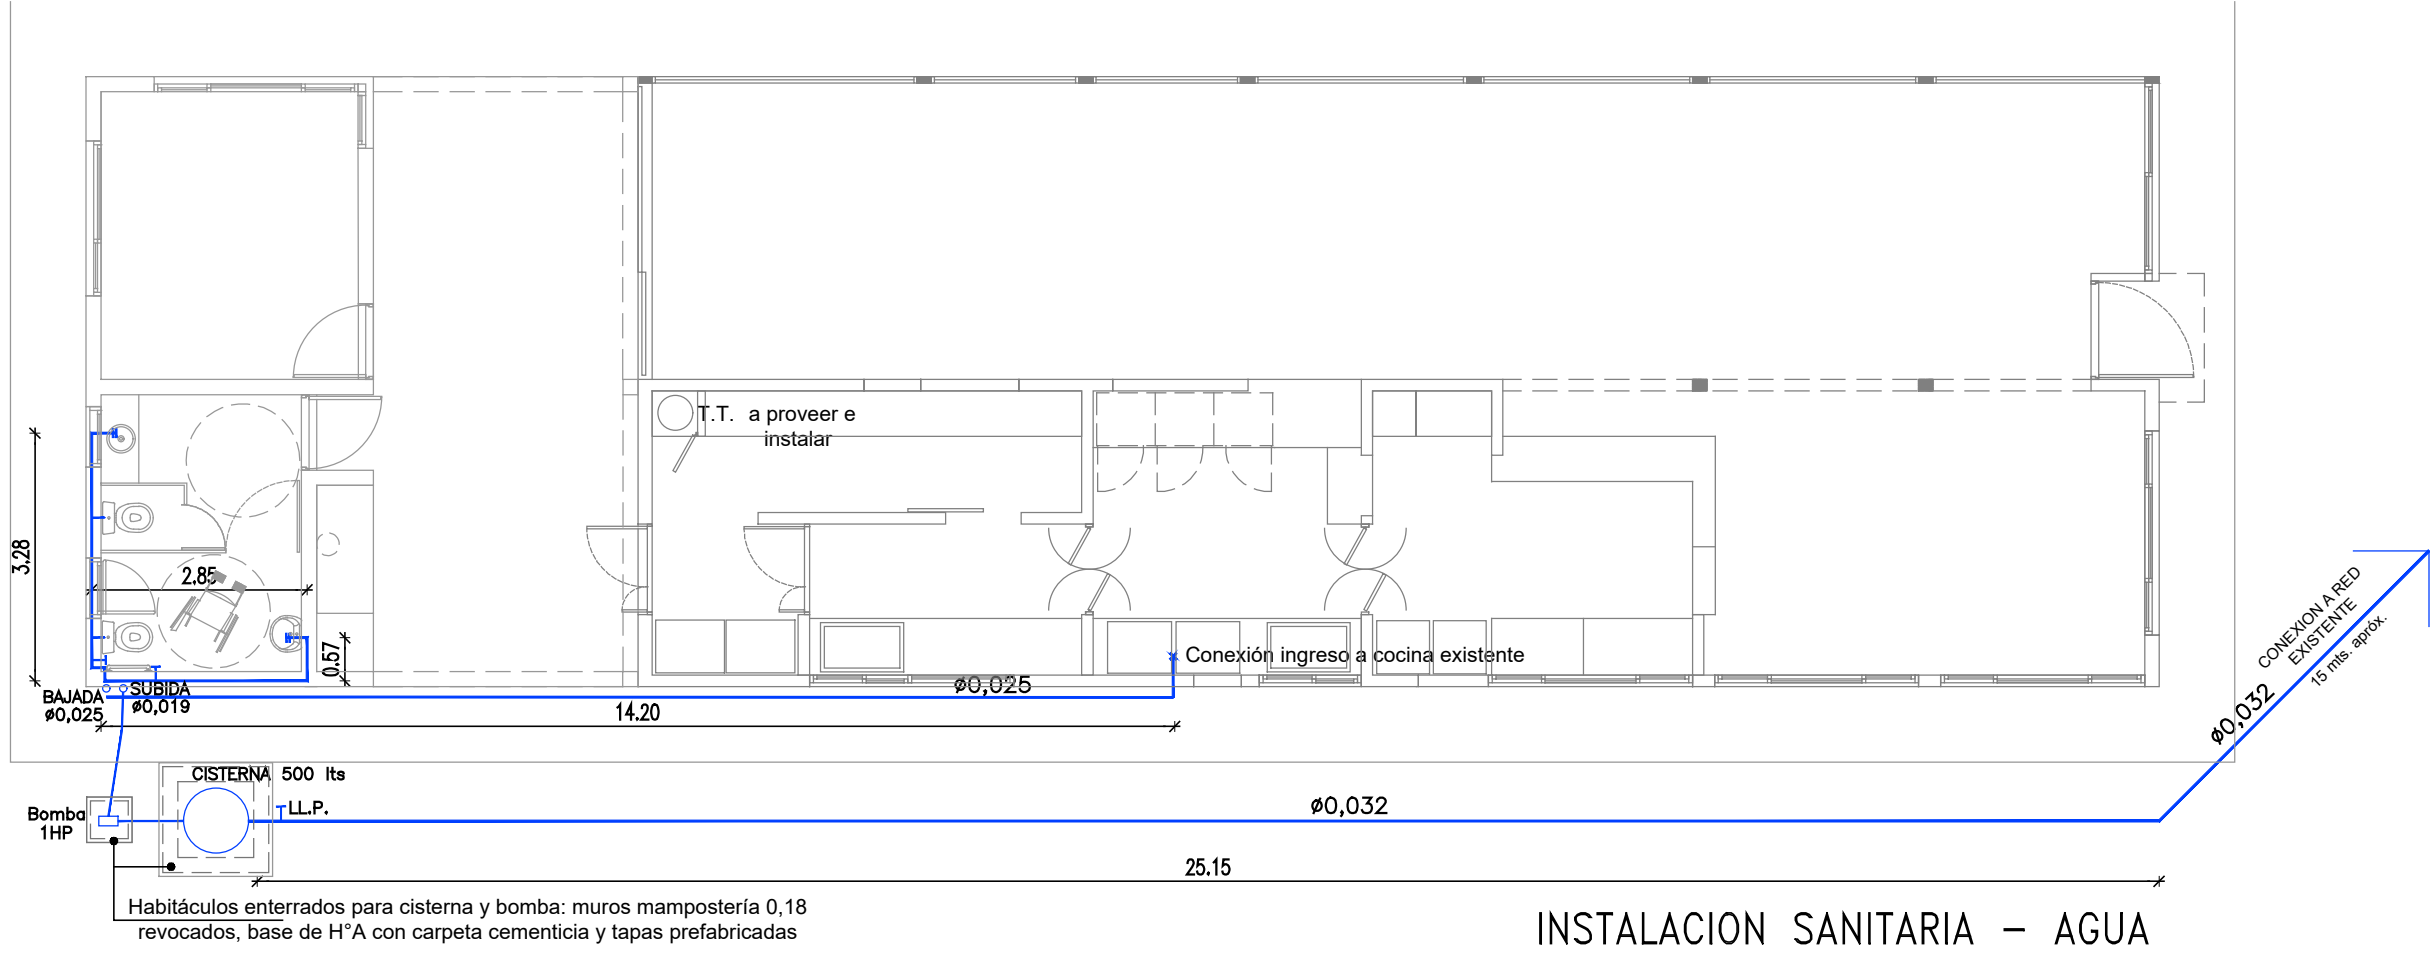 T.T. a proveer e
instalar
3.28
2.85
0.57
Conexión ingreso a cocina existente
BAJADA
ø0,025
SUBIDA
ø0,019
ø0,025
14.20
CONEXION A RED
EXISTENTE
15 mts. apróx.
ø0,032
CISTERNA 500 lts
LL.P.
Bomba
1HP
ø0,032
25.15
Habitáculos enterrados para cisterna y bomba: muros mampostería 0,18
revocados, base de H°A con carpeta cementicia y tapas prefabricadas
INSTALACION SANITARIA – AGUA